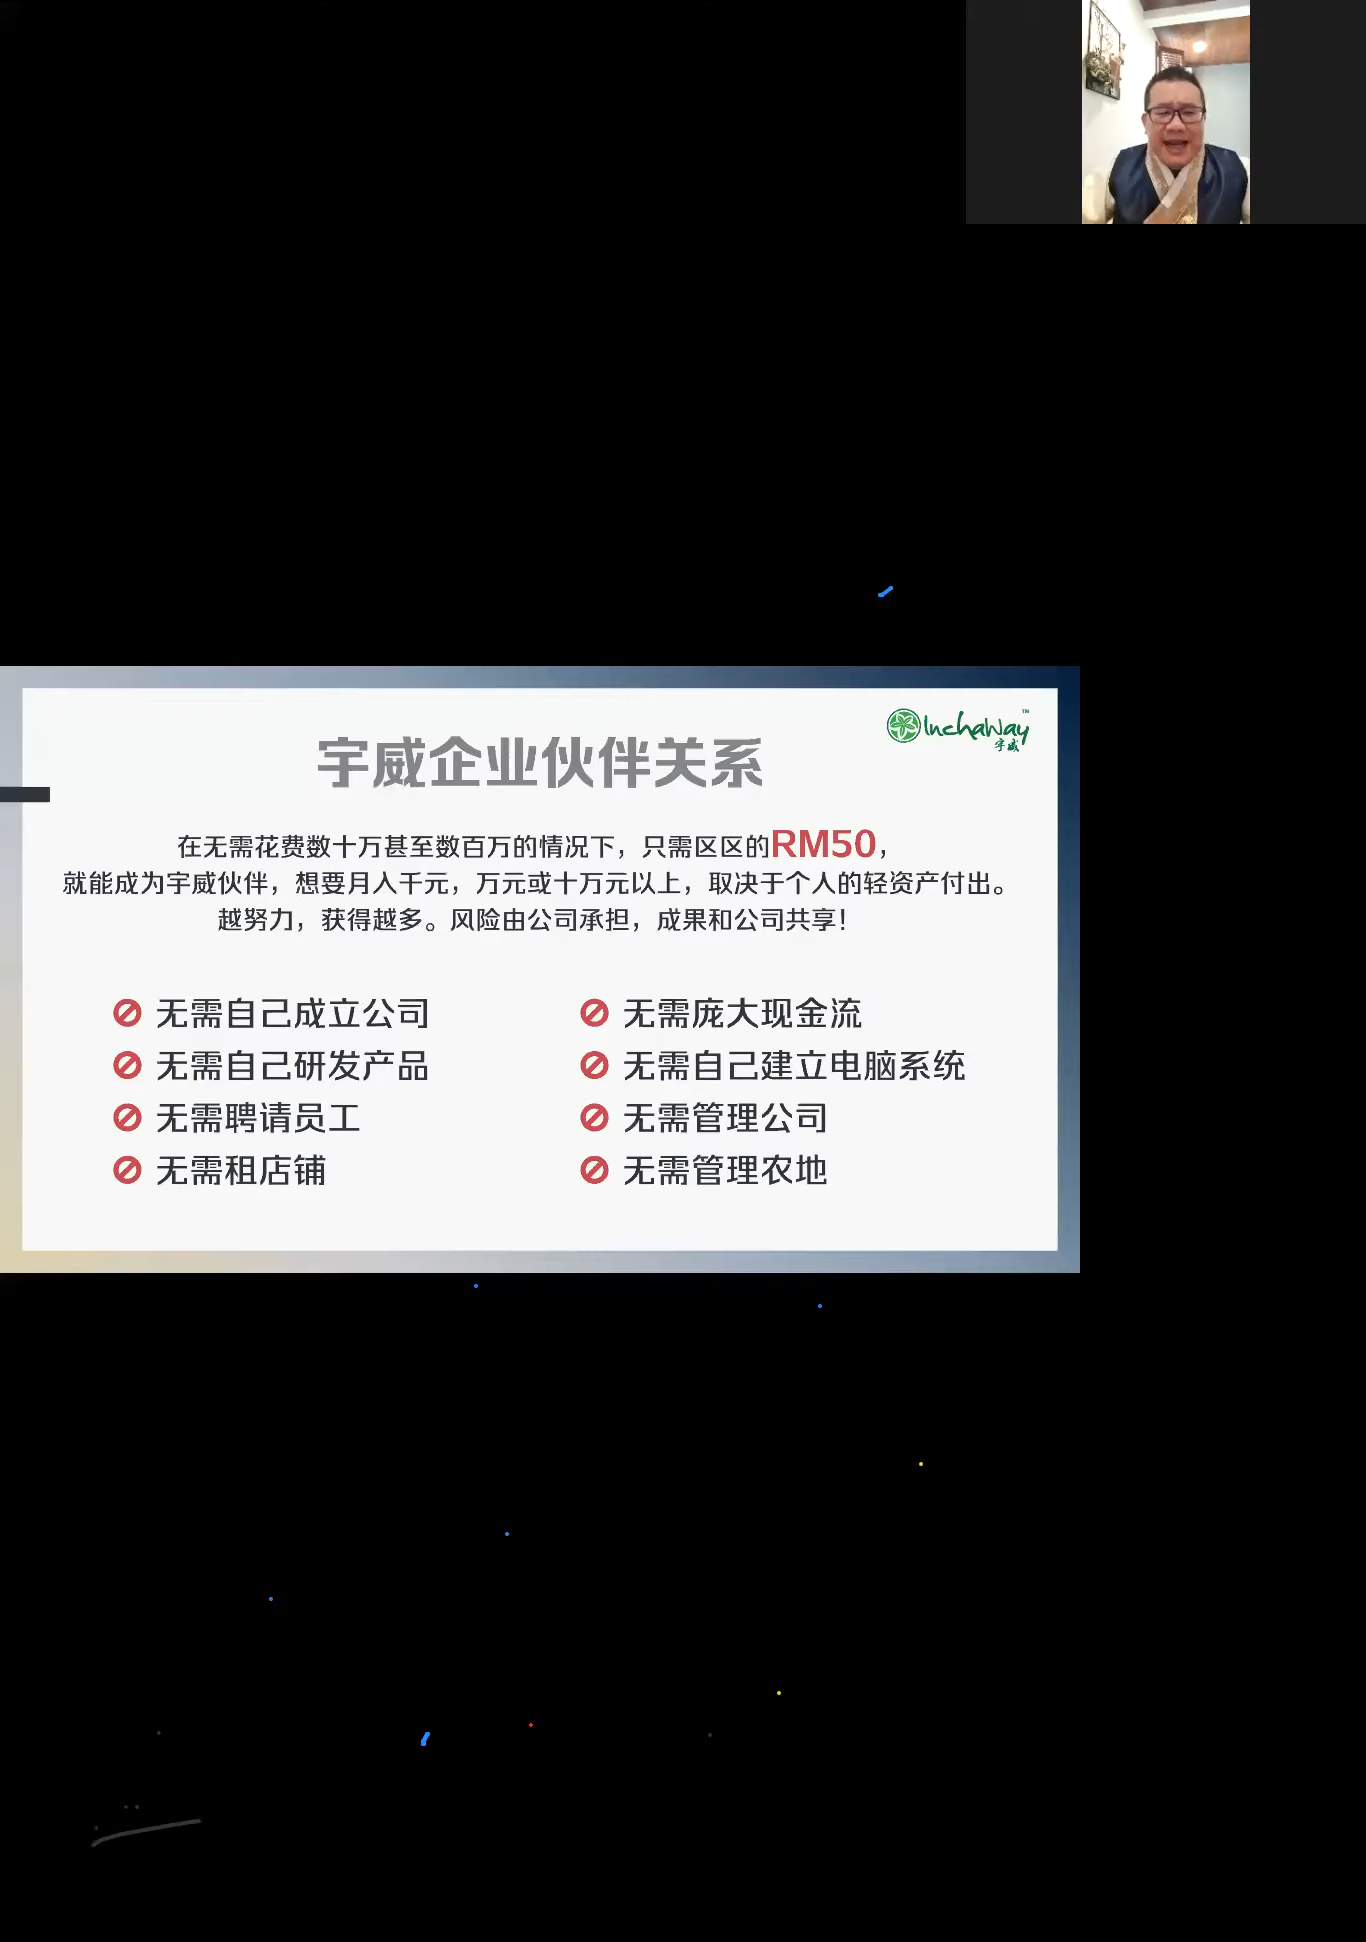 InchaWay™
宇威
宇威企业伙伴关系
在无需花费数十万甚至数百万的情况下，只需区区的RM50，
就能成为宇威伙伴，想要月入千元，万元或十万元以上，取决于个人的轻资产付出。
越努力，获得越多。风险由公司承担，成果和公司共享！
无需自己成立公司
无需自己研发产品
无需聘请员工
无需租店铺
无需庞大现金流
无需自己建立电脑系统
无需管理公司
无需管理农地